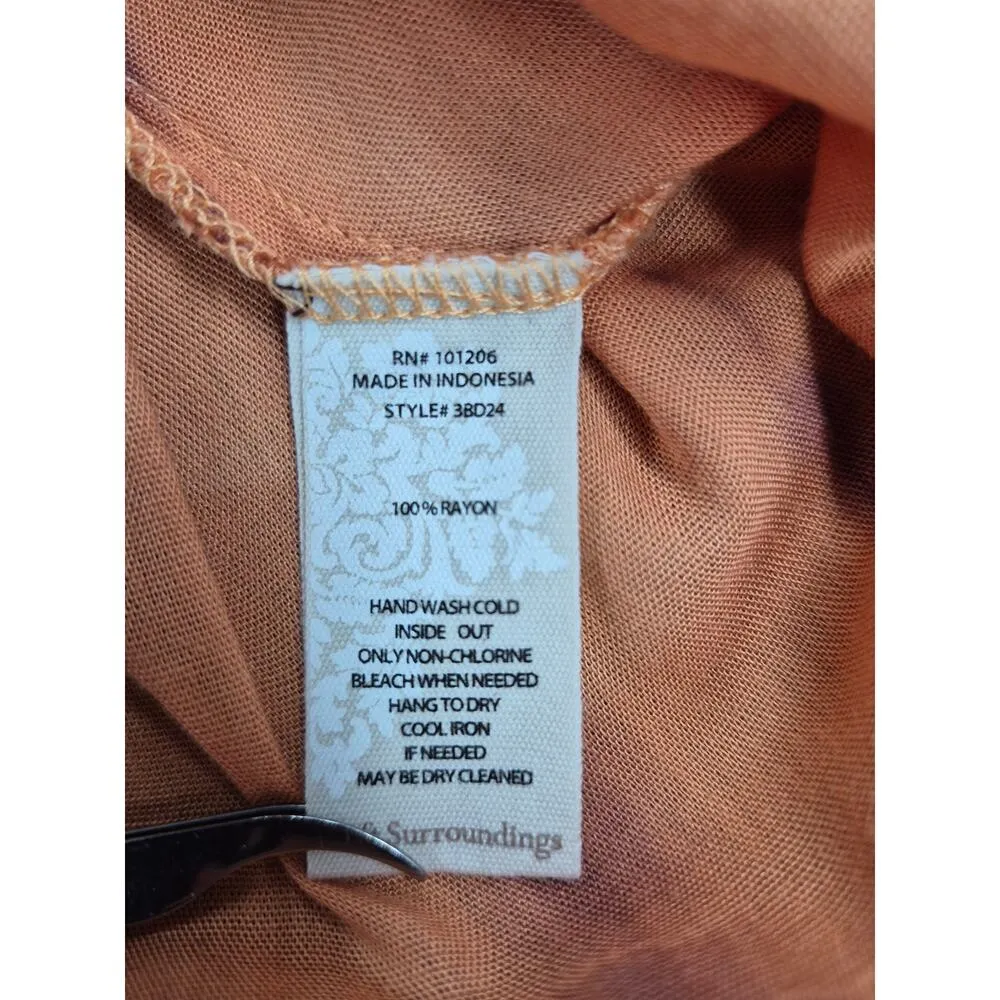 RN# 101206
MADE IN INDONESIA
STYLE# 3BD24
100% RAYON
HAND WASH COLD
INSIDE OUT
ONLY NON-CHLORINE
BLEACH WHEN NEEDED
HANG TO DRY
COOL IRON
IF NEEDED
MAY BE DRY CLEANED
Surroundings